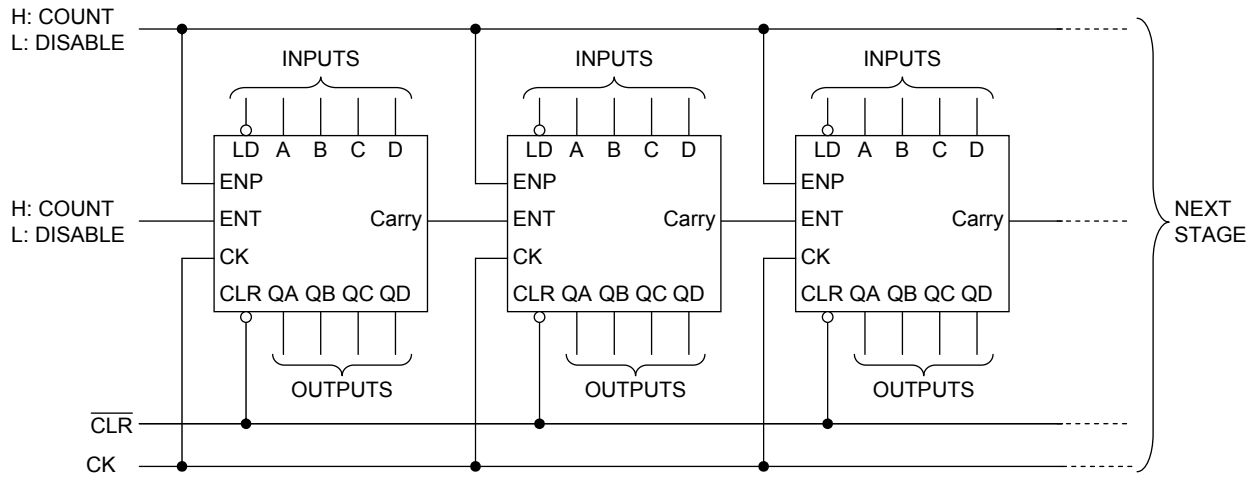 H: COUNT
L: DISABLE
INPUTS INPUTS INPUTS
LD A B C D LD A B C D LD A B C D
ENP ENP ENP
H: COUNT
L: DISABLE
ENT Carry ENT Carry ENT Carry
NEXT
STAGE
CK CK CK
CLR QA QB QC QD CLR QA QB QC QD CLR QA QB QC QD
OUTPUTS OUTPUTS OUTPUTS
CLR
CK